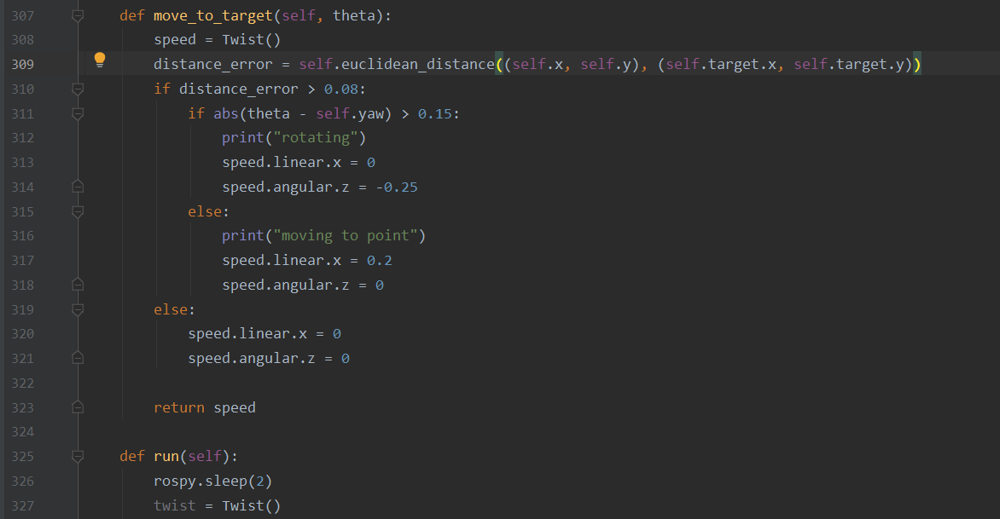 307 def move_to_target(self, theta):
308 speed = Twist()
309 distance_error = self.euclidean_distance((self.x, self.y), (self.target.x, self.target.y))
310 if distance_error > 0.08:
311 if abs(theta - self.yaw) > 0.15:
312 print("rotating")
313 speed.linear.x = 0
314 speed.angular.z = -0.25
315 else:
316 print("moving to point")
317 speed.linear.x = 0.2
318 speed.angular.z = 0
319 else:
320 speed.linear.x = 0
321 speed.angular.z = 0
322
323 return speed
324
325 def run(self):
326 rospy.sleep(2)
327 twist = Twist()